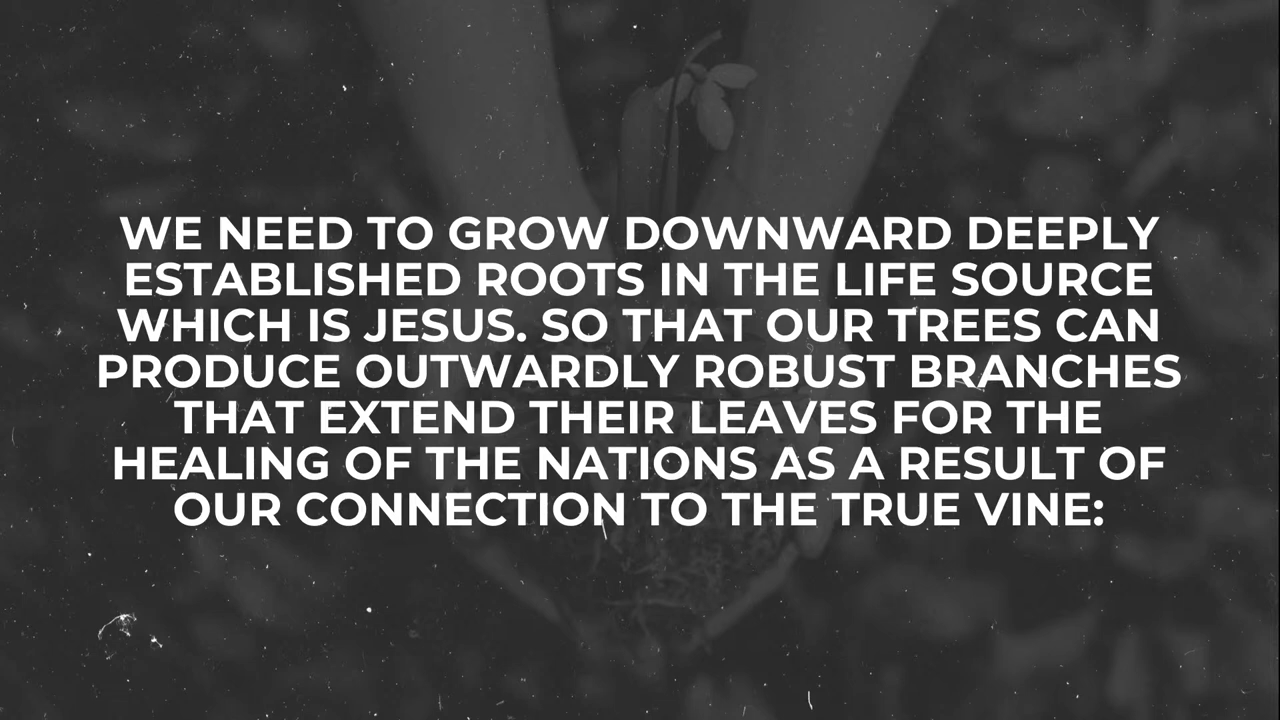 WE NEED TO GROW DOWNWARD DEEPLY
ESTABLISHED ROOTS IN THE LIFE SOURCE
WHICH IS JESUS. SO THAT OUR TREES CAN
PRODUCE OUTWARDLY ROBUST BRANCHES
THAT EXTEND THEIR LEAVES FOR THE
HEALING OF THE NATIONS AS A RESULT OF
OUR CONNECTION TO THE TRUE VINE: